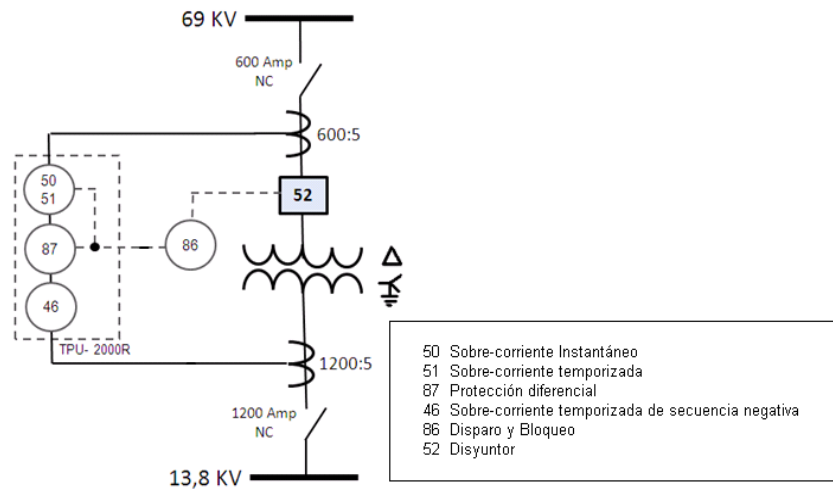 69 KV
600 Amp
NC
600:5
50
51
52
87
86
46
TPU- 2000R
1200:5
1200 Amp
NC
13,8 KV
50 Sobre-corriente Instantáneo
51 Sobre-corriente temporizada
87 Protección diferencial
46 Sobre-corriente temporizada de secuencia negativa
86 Disparo y Bloqueo
52 Disyuntor